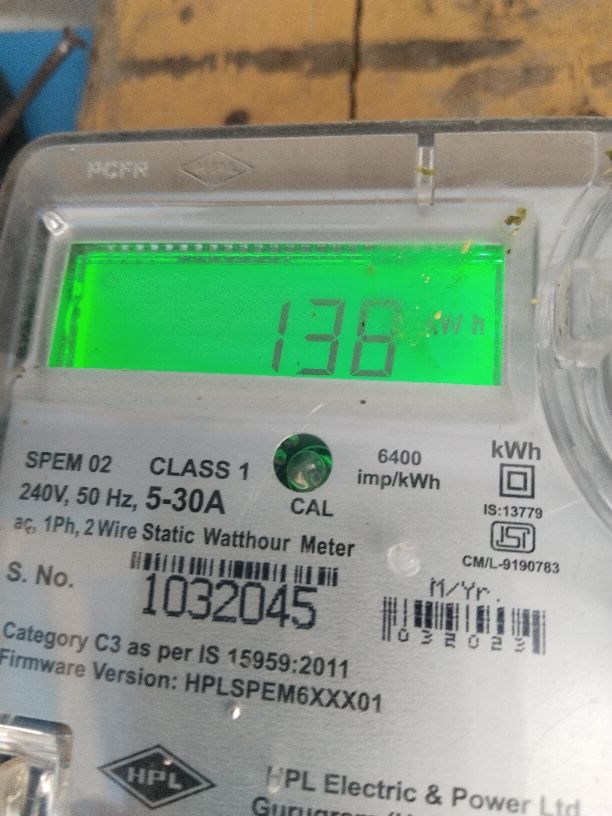 PCFR HPL
138 kWh
SPEM 02 CLASS 1
240V, 50 Hz, 5-30A
ac, 1Ph, 2 Wire Static Watthour Meter
CAL
6400
imp/kWh
kWh
IS:13779
ISI
CM/L-9190783
S. No.
1032045
M/Yr.
032023
Category C3 as per IS 15959:2011
Firmware Version: HPLSPEM6XXX01
HPL
HPL Electric & Power Ltd.